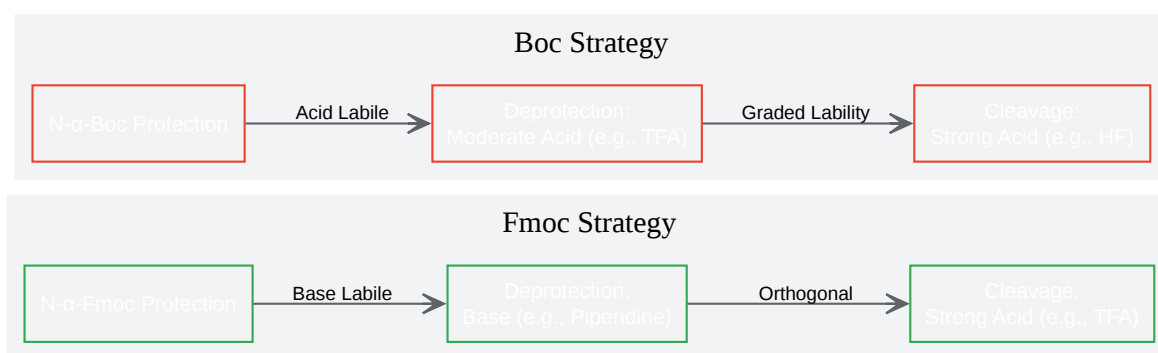 Boc Strategy
N-α-Boc Protection
Acid Labile
Deprotection:
Moderate Acid (e.g., TFA)
Graded Lability
Cleavage:
Strong Acid (e.g., HF)
Fmoc Strategy
N-α-Fmoc Protection
Base Labile
Deprotection:
Base (e.g., Piperidine)
Orthogonal
Cleavage:
Strong Acid (e.g., TFA)